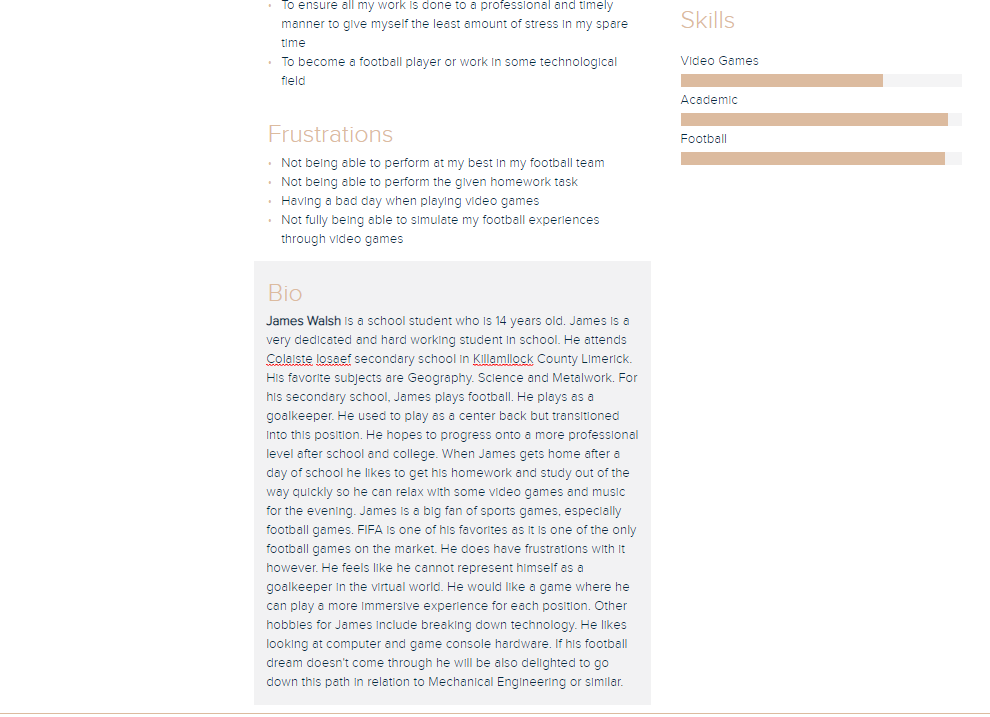 To ensure all my work is done to a professional and timely
manner to give myself the least amount of stress in my spare
time
To become a football player or work in some technological
field
Frustrations
Not being able to perform at my best in my football team
Not being able to perform the given homework task
Having a bad day when playing video games
Not fully being able to simulate my football experiences
through video games
Bio
James Walsh is a school student who is 14 years old. James is a
very dedicated and hard working student in school. He attends
Colaiste Iosaef secondary school in Killamllock County Limerick.
His favorite subjects are Geography. Science and Metalwork. For
his secondary school, James plays football. He plays as a
goalkeeper. He used to play as a center back but transitioned
into this position. He hopes to progress onto a more professional
level after school and college. When James gets home after a
day of school he likes to get his homework and study out of the
way quickly so he can relax with some video games and music
for the evening. James is a big fan of sports games, especially
football games. FIFA is one of his favorites as it is one of the only
football games on the market. He does have frustrations with it
however. He feels like he cannot represent himself as a
goalkeeper in the virtual world. He would like a game where he
can play a more immersive experience for each position. Other
hobbies for James include breaking down technology. He likes
looking at computer and game console hardware. If his football
dream doesn't come through he will be also delighted to go
down this path in relation to Mechanical Engineering or similar.
Skills
Video Games
Academic
Football